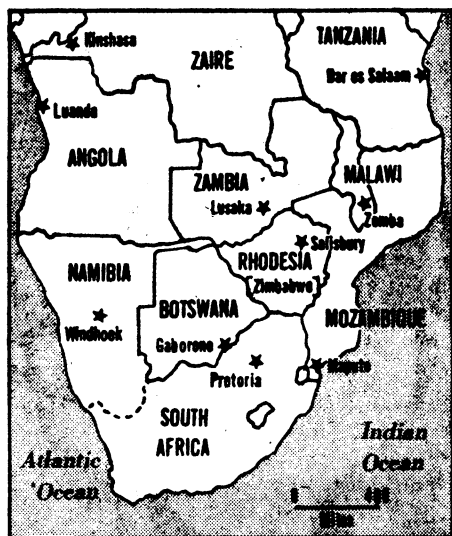 Kinshasa
ZAIRE
TANZANIA
Dar es Salaam
Luanda
ANGOLA
ZAMBIA
Lusaka
MALAWI
Zomba
Salisbury
RHODESIA
[Zimbabwe]
NAMIBIA
Windhoek
BOTSWANA
Gaborone
MOZAMBIQUE
Maputo
Pretoria
SOUTH
AFRICA
Atlantic
Ocean
Indian
Ocean
0 400
Miles